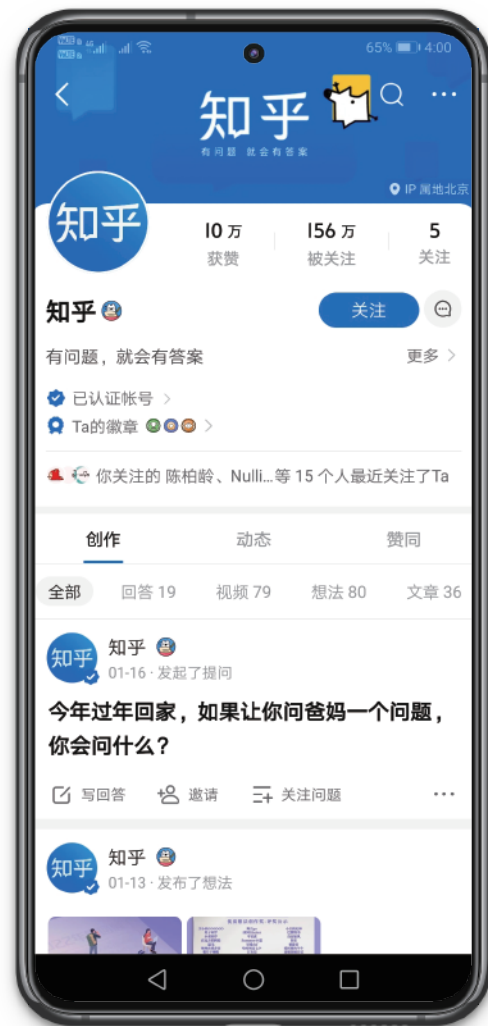 65% 4:00
知乎
有问题 就会有答案
IP 属地北京
知乎
10 万 156 万 5
获赞 被关注 关注
知乎 关注
有问题，就会有答案 更多
已认证帐号
Ta的徽章
你关注的 陈柏龄、Nulli...等 15 个人最近关注了Ta
创作 动态 赞同
全部 回答 19 视频 79 想法 80 文章 36
知乎
知乎
01-16 · 发起了提问
今年过年回家，如果让你问爸妈一个问题，
你会问什么？
写回答 邀请 关注问题
知乎
知乎
01-13 · 发布了想法